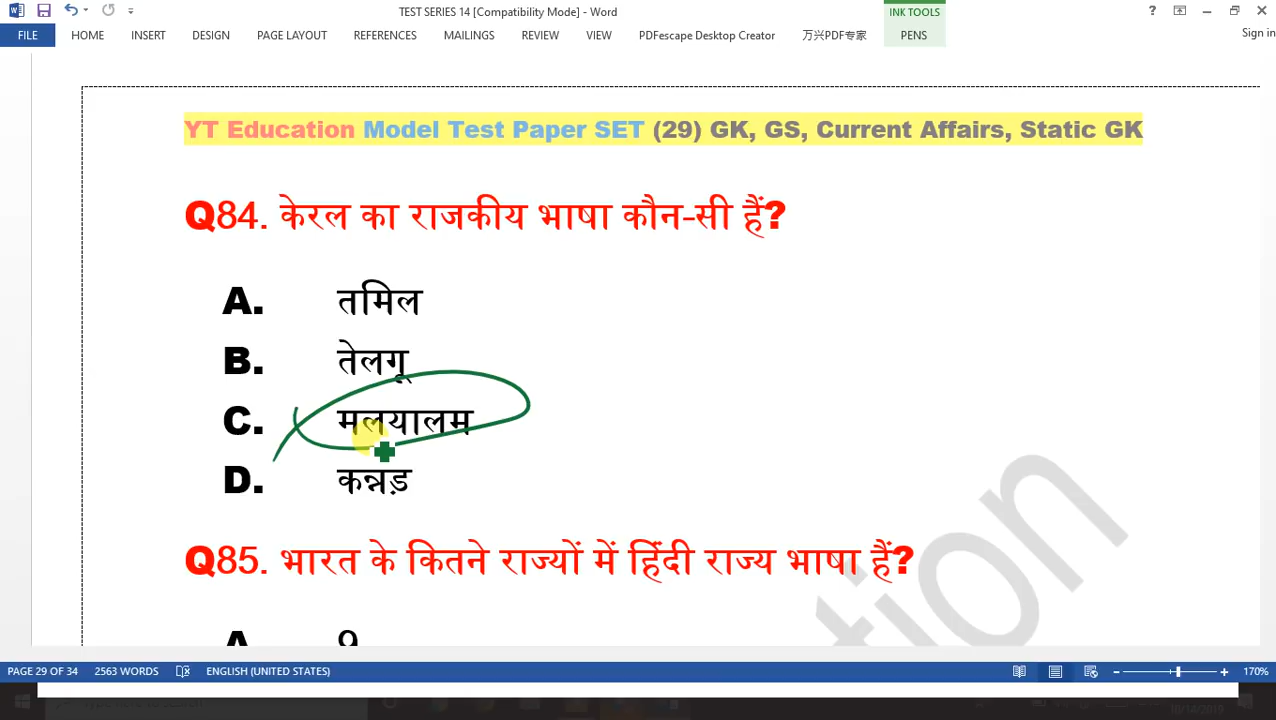 TEST SERIES 14 [Compatibility Mode] - Word
INK TOOLS
FILE HOME INSERT DESIGN PAGE LAYOUT REFERENCES MAILINGS REVIEW VIEW PDFescape Desktop Creator 万兴PDF专家 PENS
Sign in
YT Education Model Test Paper SET (29) GK, GS, Current Affairs, Static GK
Q84. केरल का राजकीय भाषा कौन-सी हैं?
A. तमिल
B. तेलगू
C. मलयालम
D. कन्नड़
Q85. भारत के कितने राज्यों में हिंदी राज्य भाषा हैं?
A. 9
PAGE 29 OF 34 2563 WORDS ENGLISH (UNITED STATES) 170%